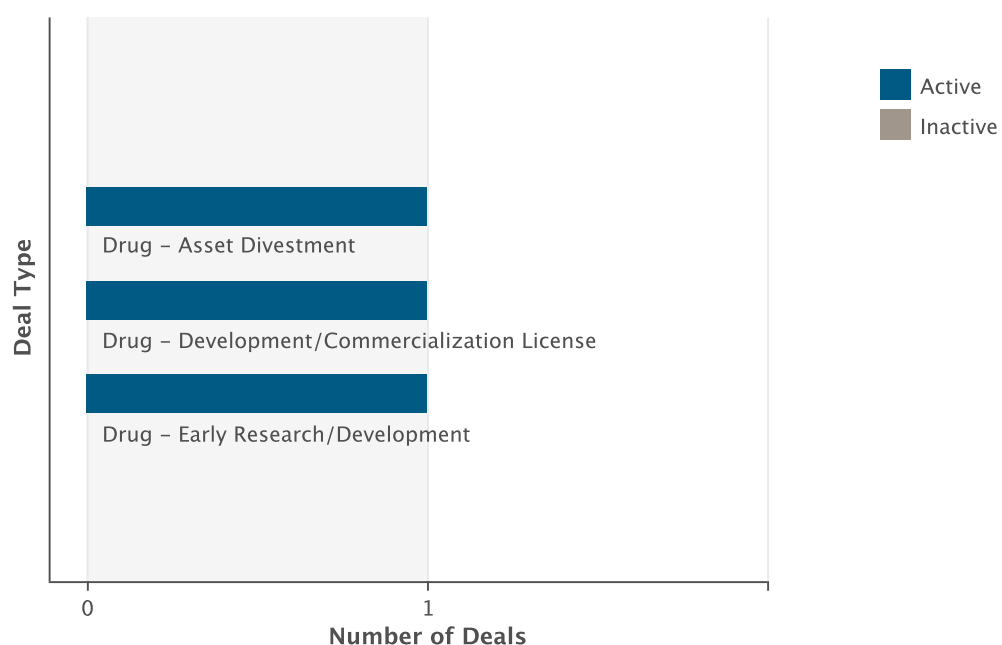 Active
Inactive
Drug – Asset Divestment
Drug – Development/Commercialization License
Drug – Early Research/Development
Deal Type
0
1
Number of Deals